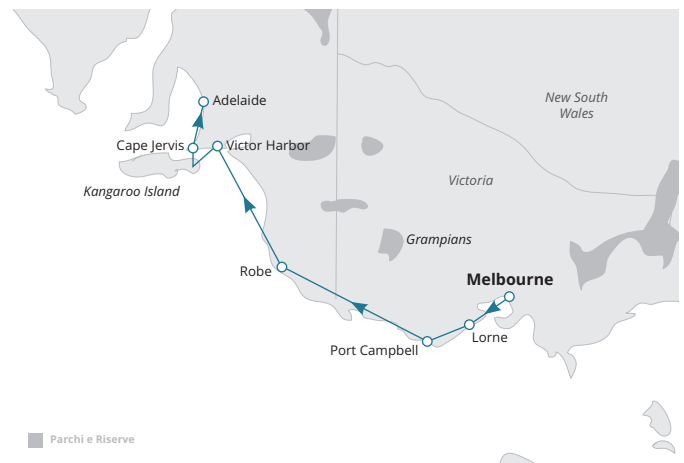 Adelaide
New South
Wales
Cape Jervis
Victor Harbor
Kangaroo Island
Victoria
Grampians
Robe
Melbourne
Lorne
Port Campbell
Parchi e Riserve